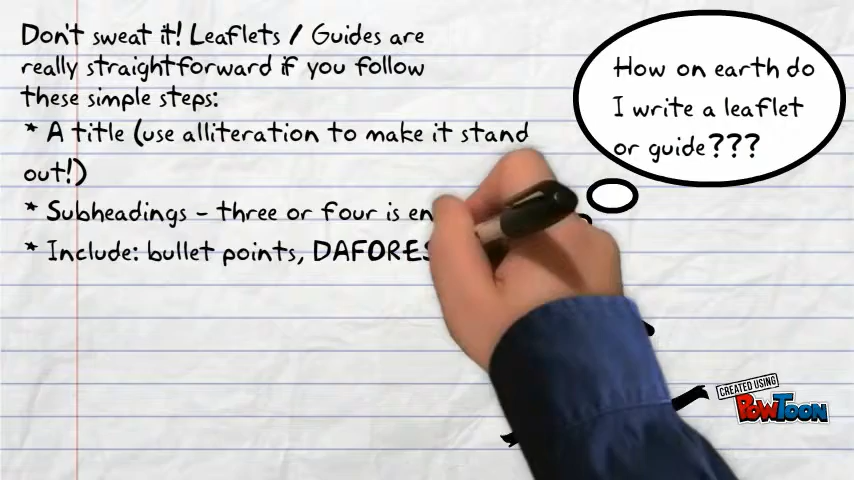 Don't sweat it! Leaflets / Guides are
really straightforward if you follow
these simple steps:
* A title (use alliteration to make it stand
out!)
* Subheadings - three or four is
* Include: bullet points,
How on earth do
I write a leaflet
or guide???
CREATED USING
POWTOON